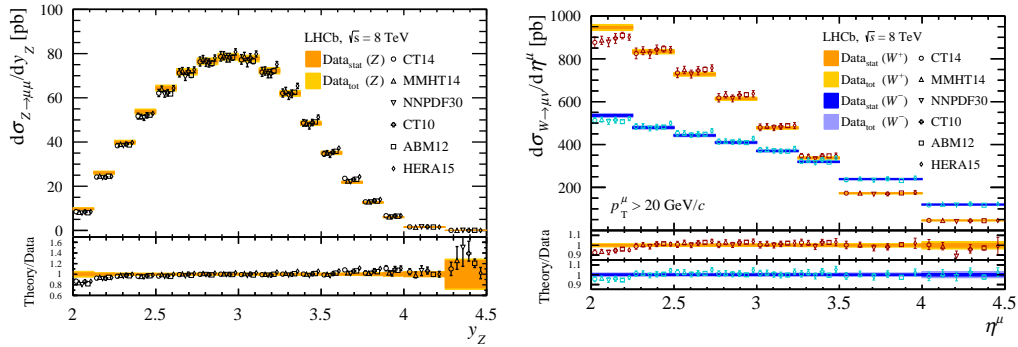 dσ_{Z→μμ}/dy_Z [pb]
100
80
60
40
20
0
LHCb, √s = 8 TeV
Data_stat (Z)
Data_tot (Z)
CT14
MMHT14
NNPDF30
CT10
ABM12
HERA15
Theory/Data
1.6
1.4
1.2
1
0.8
0.6
2 2.5 3 3.5 4 4.5
y_Z
dσ_{W→μν}/dη^μ [pb]
1000
800
600
400
200
LHCb, √s = 8 TeV
Data_stat (W⁺)
Data_tot (W⁺)
Data_stat (W⁻)
Data_tot (W⁻)
CT14
MMHT14
NNPDF30
CT10
ABM12
HERA15
p_T^μ > 20 GeV/c
Theory/Data
1.1
1
0.9
1.1
1
0.9
2 2.5 3 3.5 4 4.5
η^μ